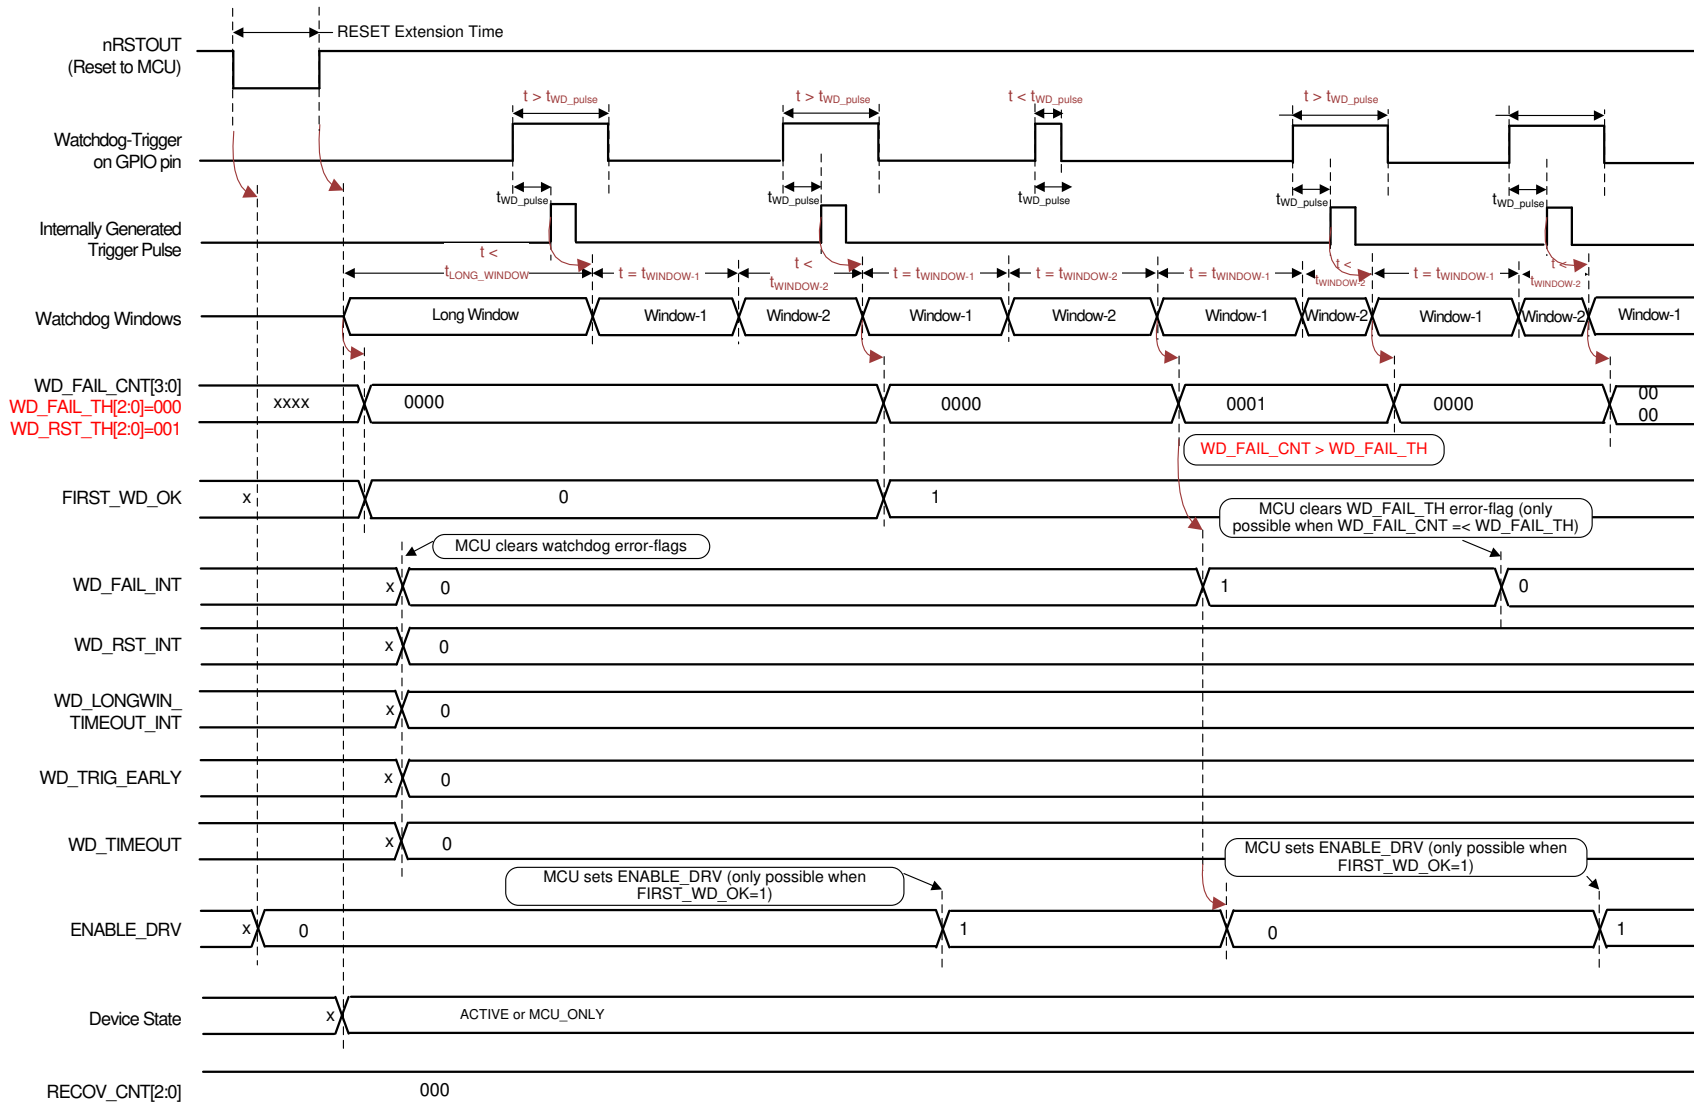 RESET Extension Time
nRSTOUT
(Reset to MCU)
t > tWD_pulse
t > tWD_pulse
t < tWD_pulse
t > tWD_pulse
Watchdog-Trigger
on GPIO pin
tWD_pulse
tWD_pulse
tWD_pulse
tWD_pulse
tWD_pulse
Internally Generated
Trigger Pulse
t <
tLONG_WINDOW
t = tWINDOW-1
t <
tWINDOW-2
t = tWINDOW-1
t = tWINDOW-2
t = tWINDOW-1
t <
tWINDOW-2
t = tWINDOW-1
t <
tWINDOW-2
Watchdog Windows
Long Window
Window-1
Window-2
Window-1
Window-2
Window-1
Window-2
Window-1
Window-2
Window-1
WD_FAIL_CNT[3:0]
WD_FAIL_TH[2:0]=000
WD_RST_TH[2:0]=001
xxxx
0000
0000
0001
0000
00
00
WD_FAIL_CNT > WD_FAIL_TH
FIRST_WD_OK
x
0
1
MCU clears WD_FAIL_TH error-flag (only
possible when WD_FAIL_CNT =< WD_FAIL_TH)
MCU clears watchdog error-flags
WD_FAIL_INT
x
0
1
0
WD_RST_INT
x
0
WD_LONGWIN_
TIMEOUT_INT
x
0
WD_TRIG_EARLY
x
0
WD_TIMEOUT
x
0
MCU sets ENABLE_DRV (only possible when
FIRST_WD_OK=1)
MCU sets ENABLE_DRV (only possible when
FIRST_WD_OK=1)
ENABLE_DRV
x
0
1
0
1
Device State
x
ACTIVE or MCU_ONLY
RECOV_CNT[2:0]
000